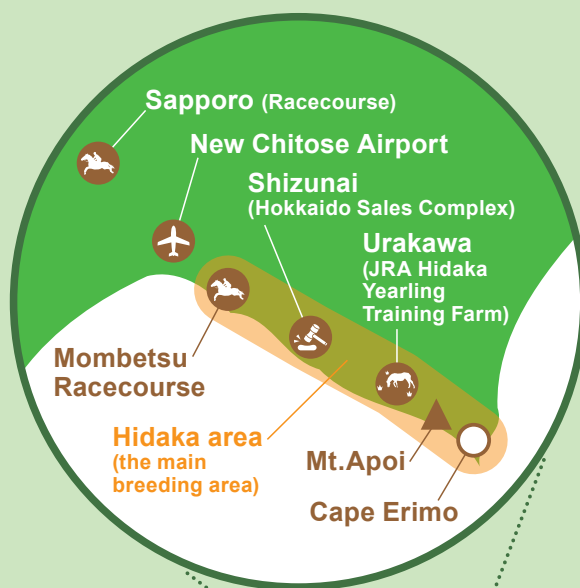 Sapporo (Racecourse)
New Chitose Airport
Shizunai
(Hokkaido Sales Complex)
Urakawa
(JRA Hidaka
Yearling
Training Farm)
Mombetsu
Racecourse
Hidaka area
(the main
breeding area)
Mt.Apoi
Cape Erimo